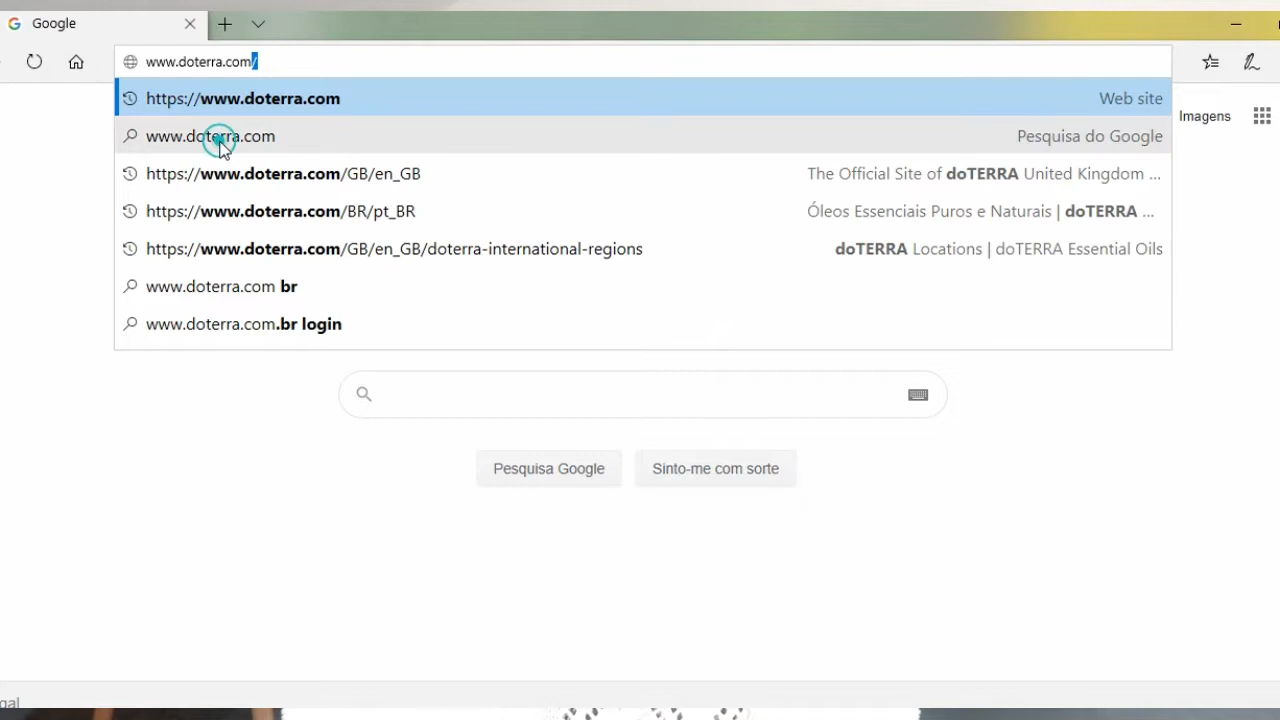 Google
www.doterra.com/
https://www.doterra.com Web site
www.doterra.com Pesquisa do Google
https://www.doterra.com/GB/en_GB The Official Site of doTERRA United Kingdom ...
https://www.doterra.com/BR/pt_BR Óleos Essenciais Puros e Naturais | doTERRA ...
https://www.doterra.com/GB/en_GB/doterra-international-regions doTERRA Locations | doTERRA Essential Oils
www.doterra.com br
www.doterra.com.br login
Imagens
Pesquisa Google
Sinto-me com sorte
gal